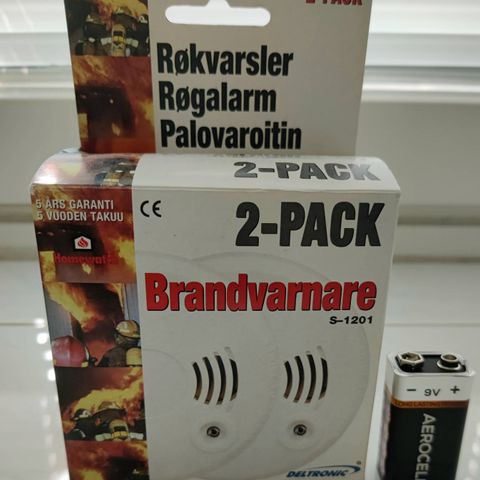 2-PACK
Røkvarsler
Røgalarm
Palovaroitin
2-PACK
5 ÅRS GARANTI
5 VUODEN TAKUU
CE
2-PACK
Brandvarnare
S-1201
DELTRONIC
- 9V +
AEROCEL